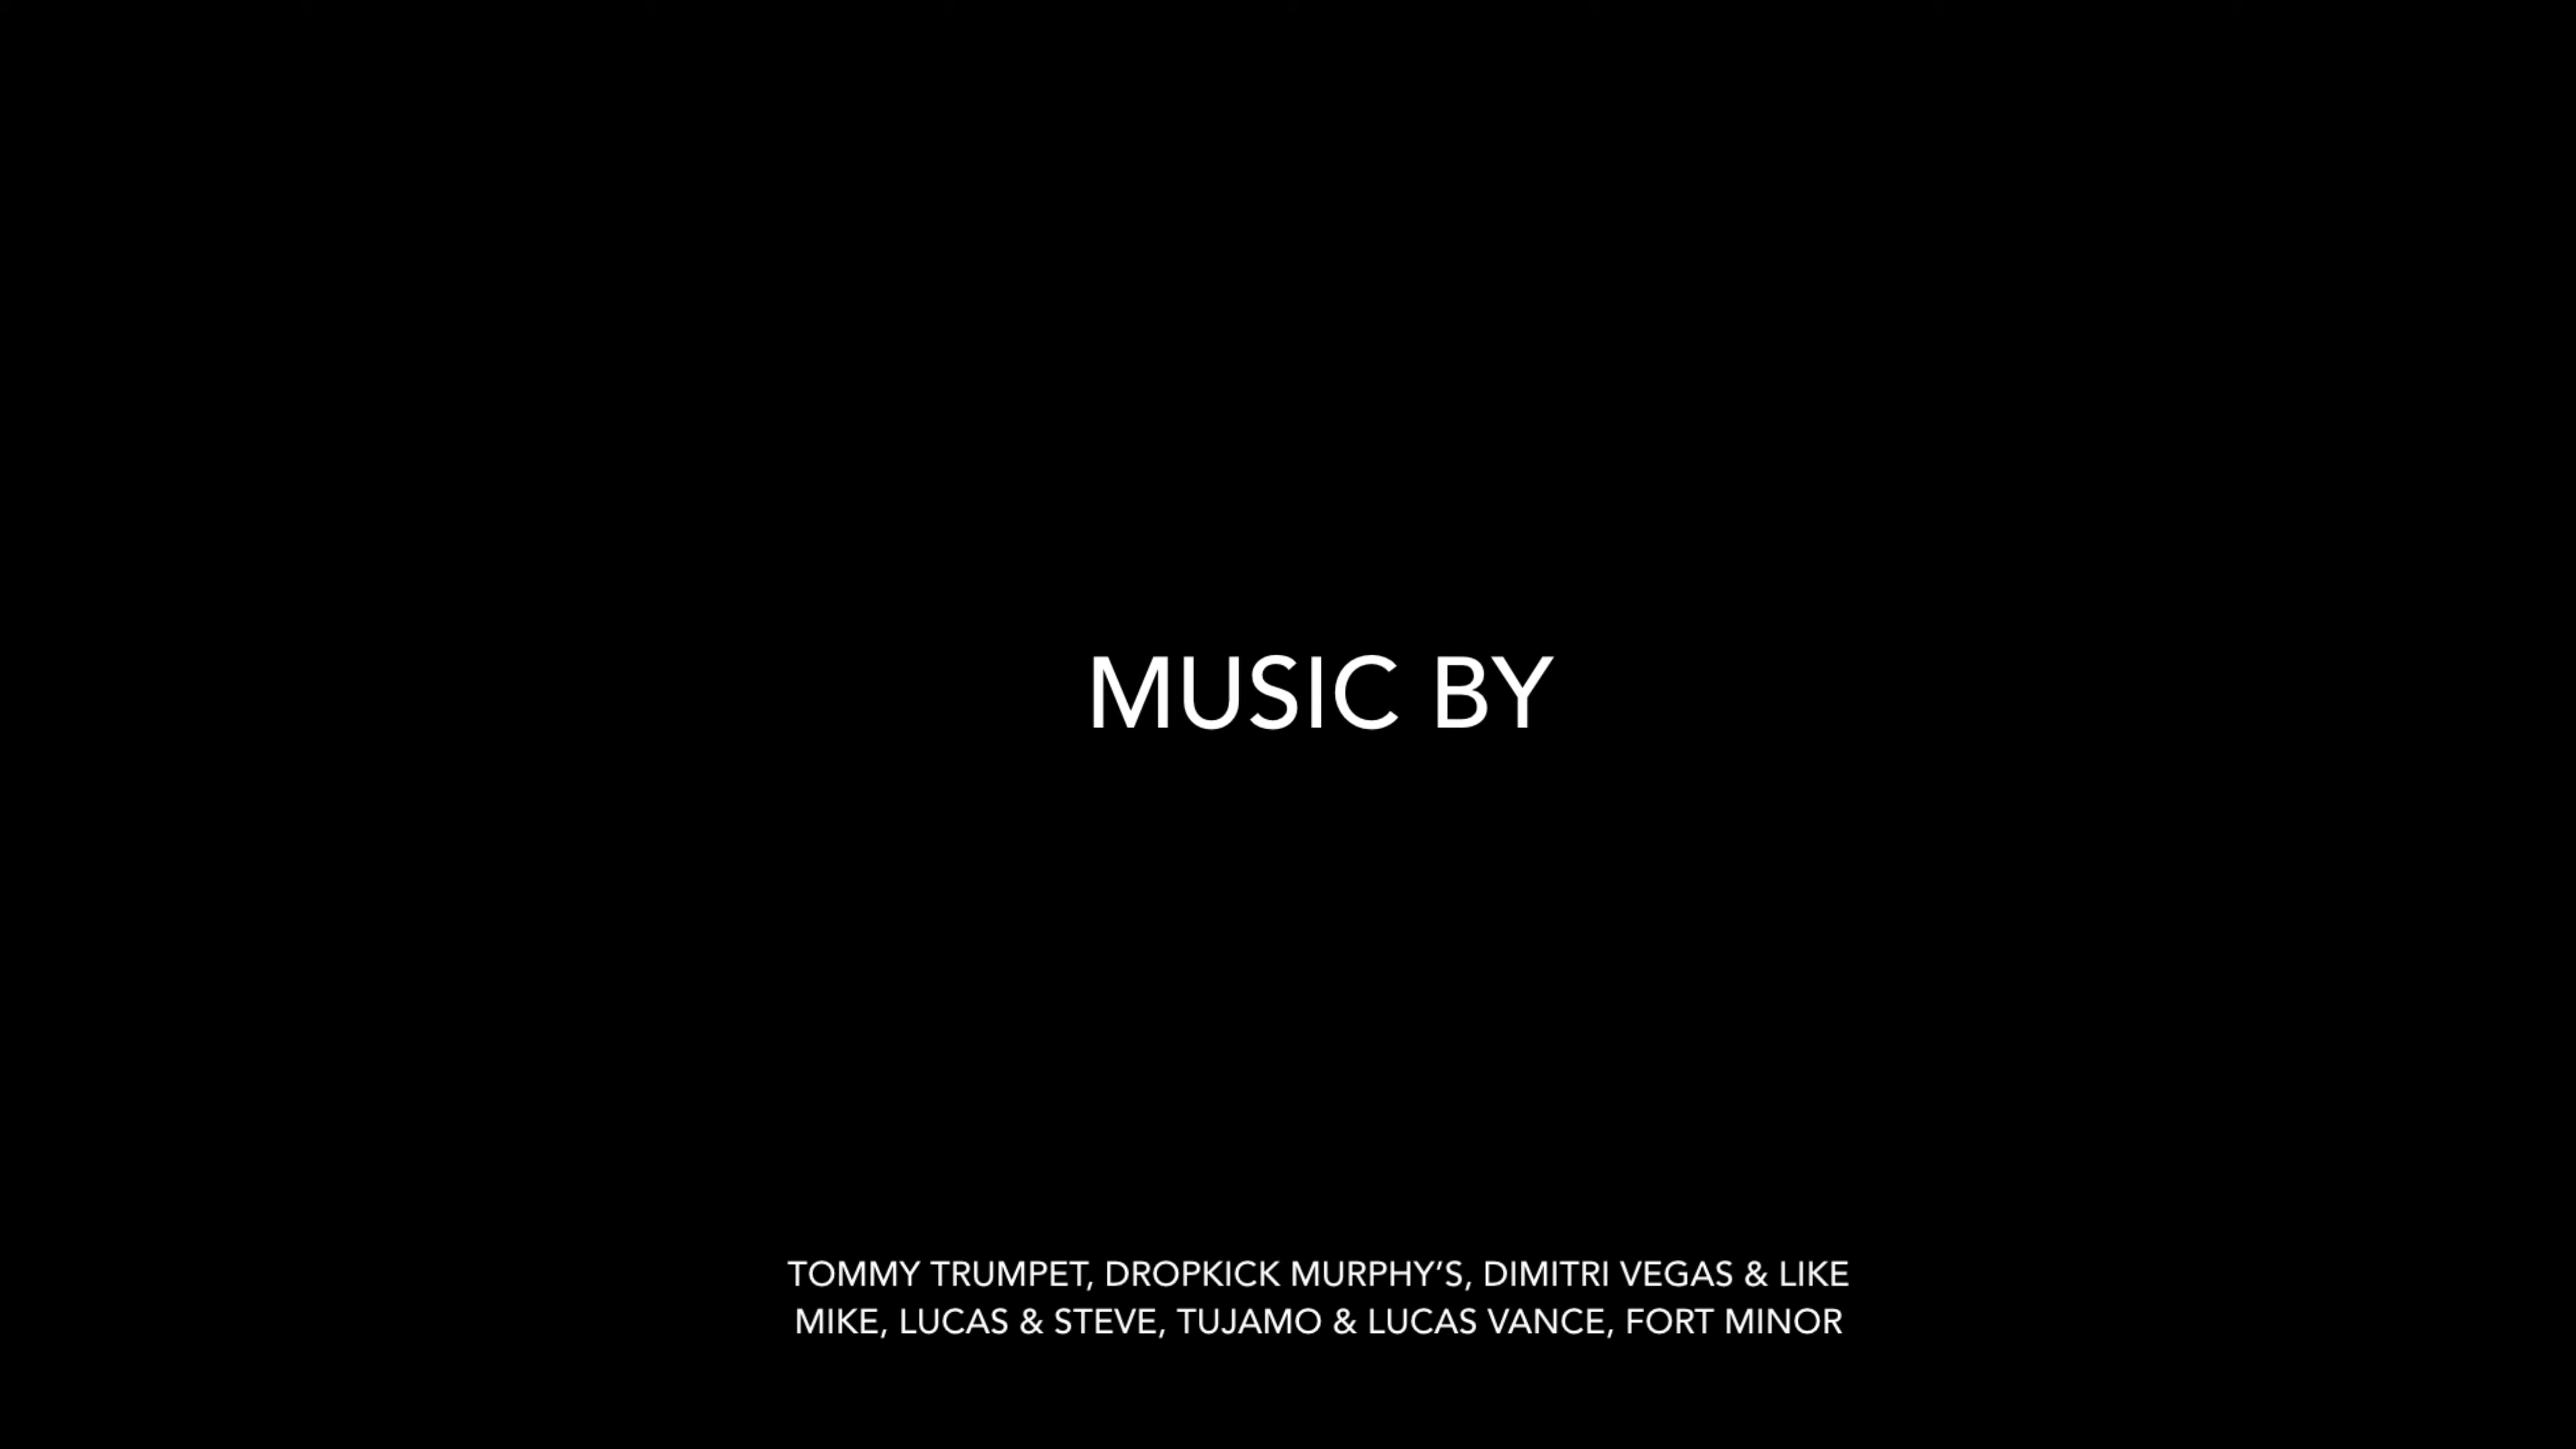 MUSIC BY
TOMMY TRUMPET, DROPKICK MURPHY’S, DIMITRI VEGAS & LIKE
MIKE, LUCAS & STEVE, TUJAMO & LUCAS VANCE, FORT MINOR